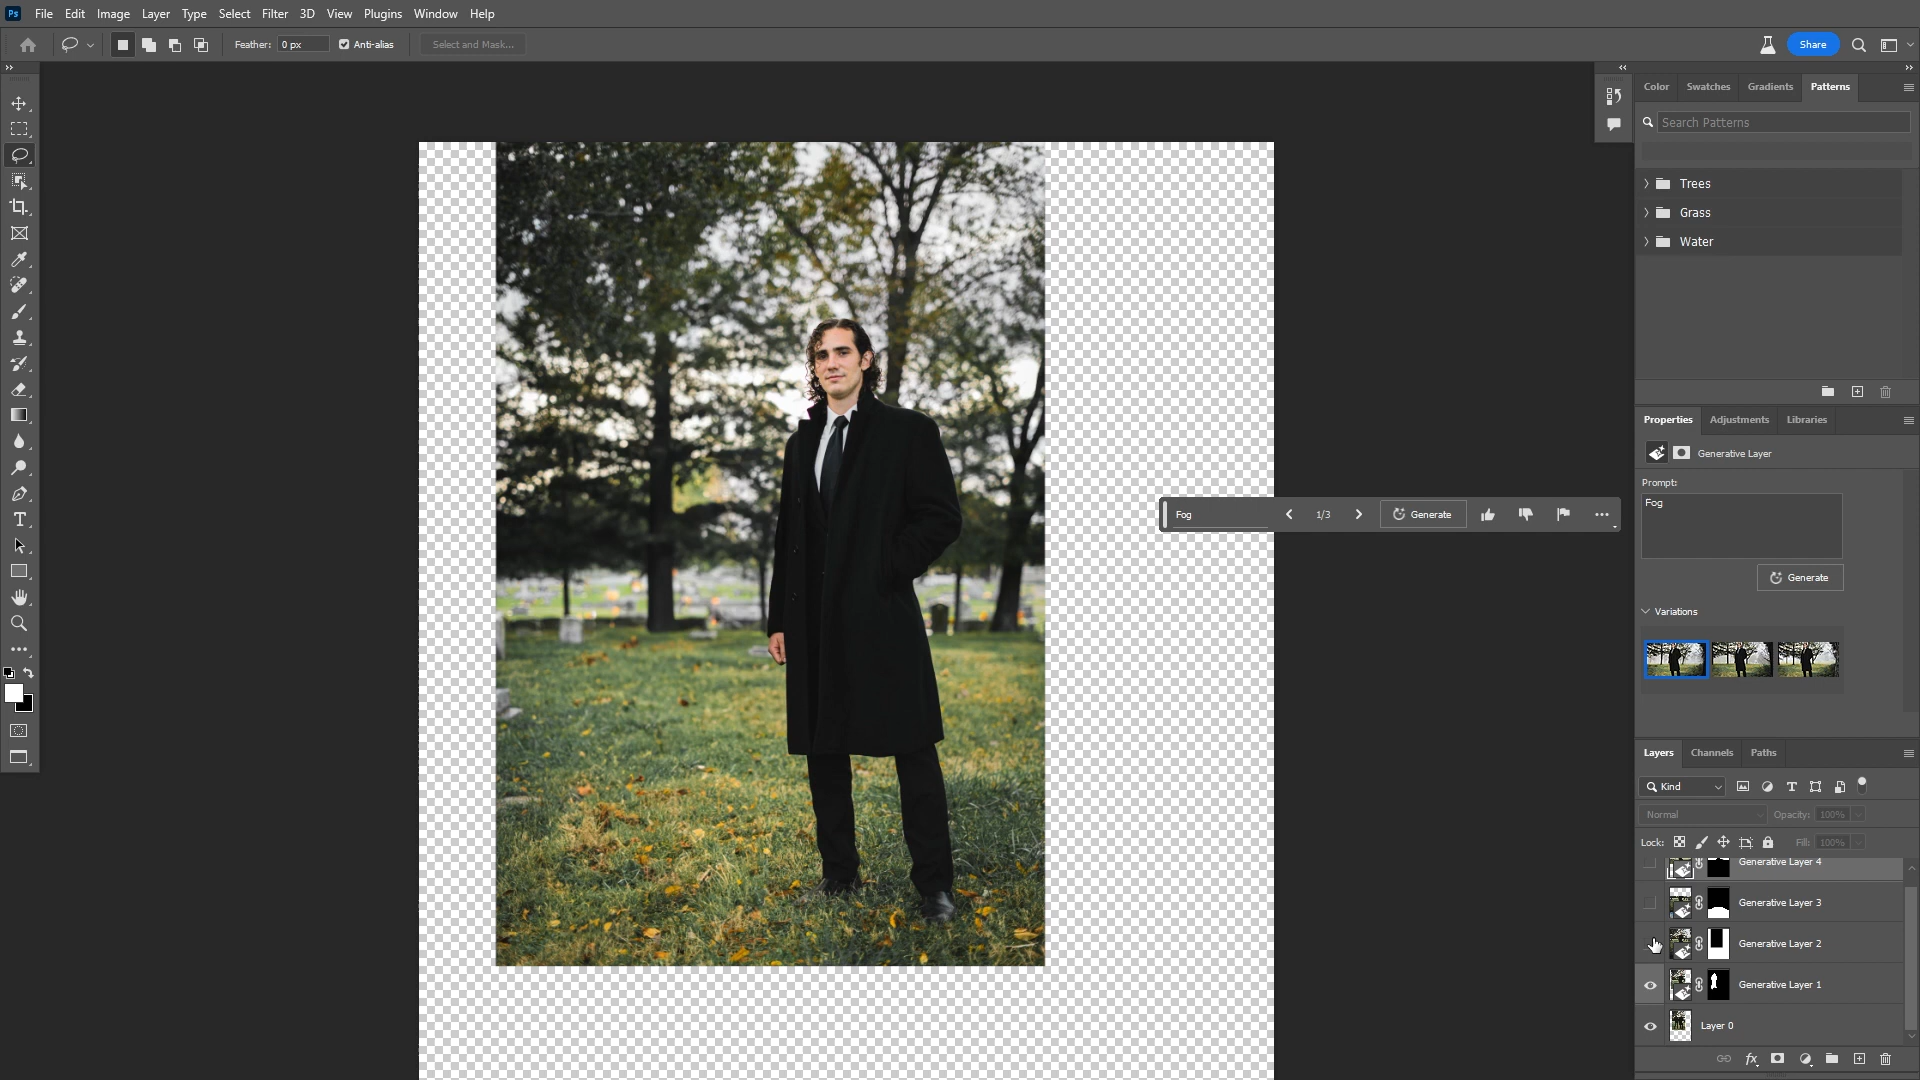 Ps File Edit Image Layer Type Select Filter 3D View Plugins Window Help
Feather: 0 px Anti-alias Select and Mask... Share
Color Swatches Gradients Patterns
Search Patterns
Trees
Grass
Water
Properties Adjustments Libraries
Generative Layer
Prompt:
Fog
Fog 1/3 Generate
Generate
Variations
Layers Channels Paths
Kind
Normal Opacity: 100%
Lock: Fill: 100%
Generative Layer 4
Generative Layer 3
Generative Layer 2
Generative Layer 1
Layer 0
fx